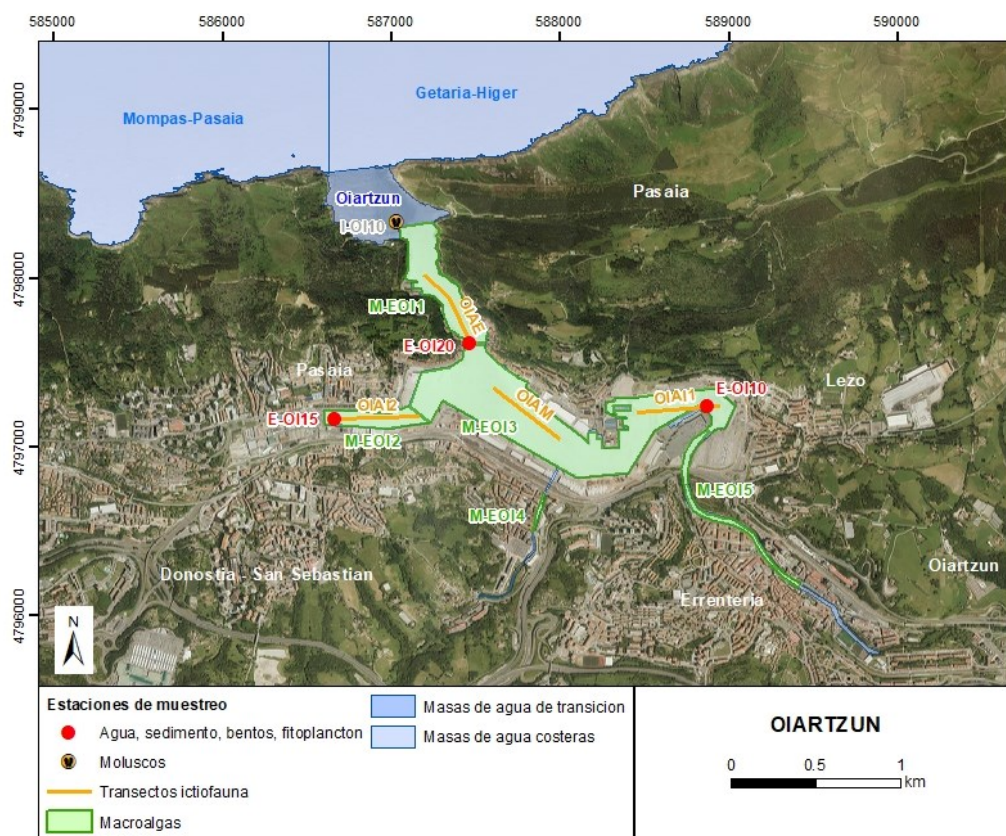 585000 586000 587000 588000 589000 590000
4799000
4798000
4797000
4796000
Mompas-Pasaia
Getaria-Higer
Pasaia
Oiartzun
I-OI10
M-EOI1
OIAE
E-OI20
Pasaia
E-OI10
Lezo
OIAI2
OIAM
OIAI1
E-OI15
M-EOI2
M-EOI3
M-EOI5
M-EOI4
Donostia - San Sebastian
Oiartzun
Errenteria
N
Estaciones de muestreo
Agua, sedimento, bentos, fitoplancton
Moluscos
Transectos ictiofauna
Macroalgas
Masas de agua de transicion
Masas de agua costeras
OIARTZUN
0 0.5 1
km